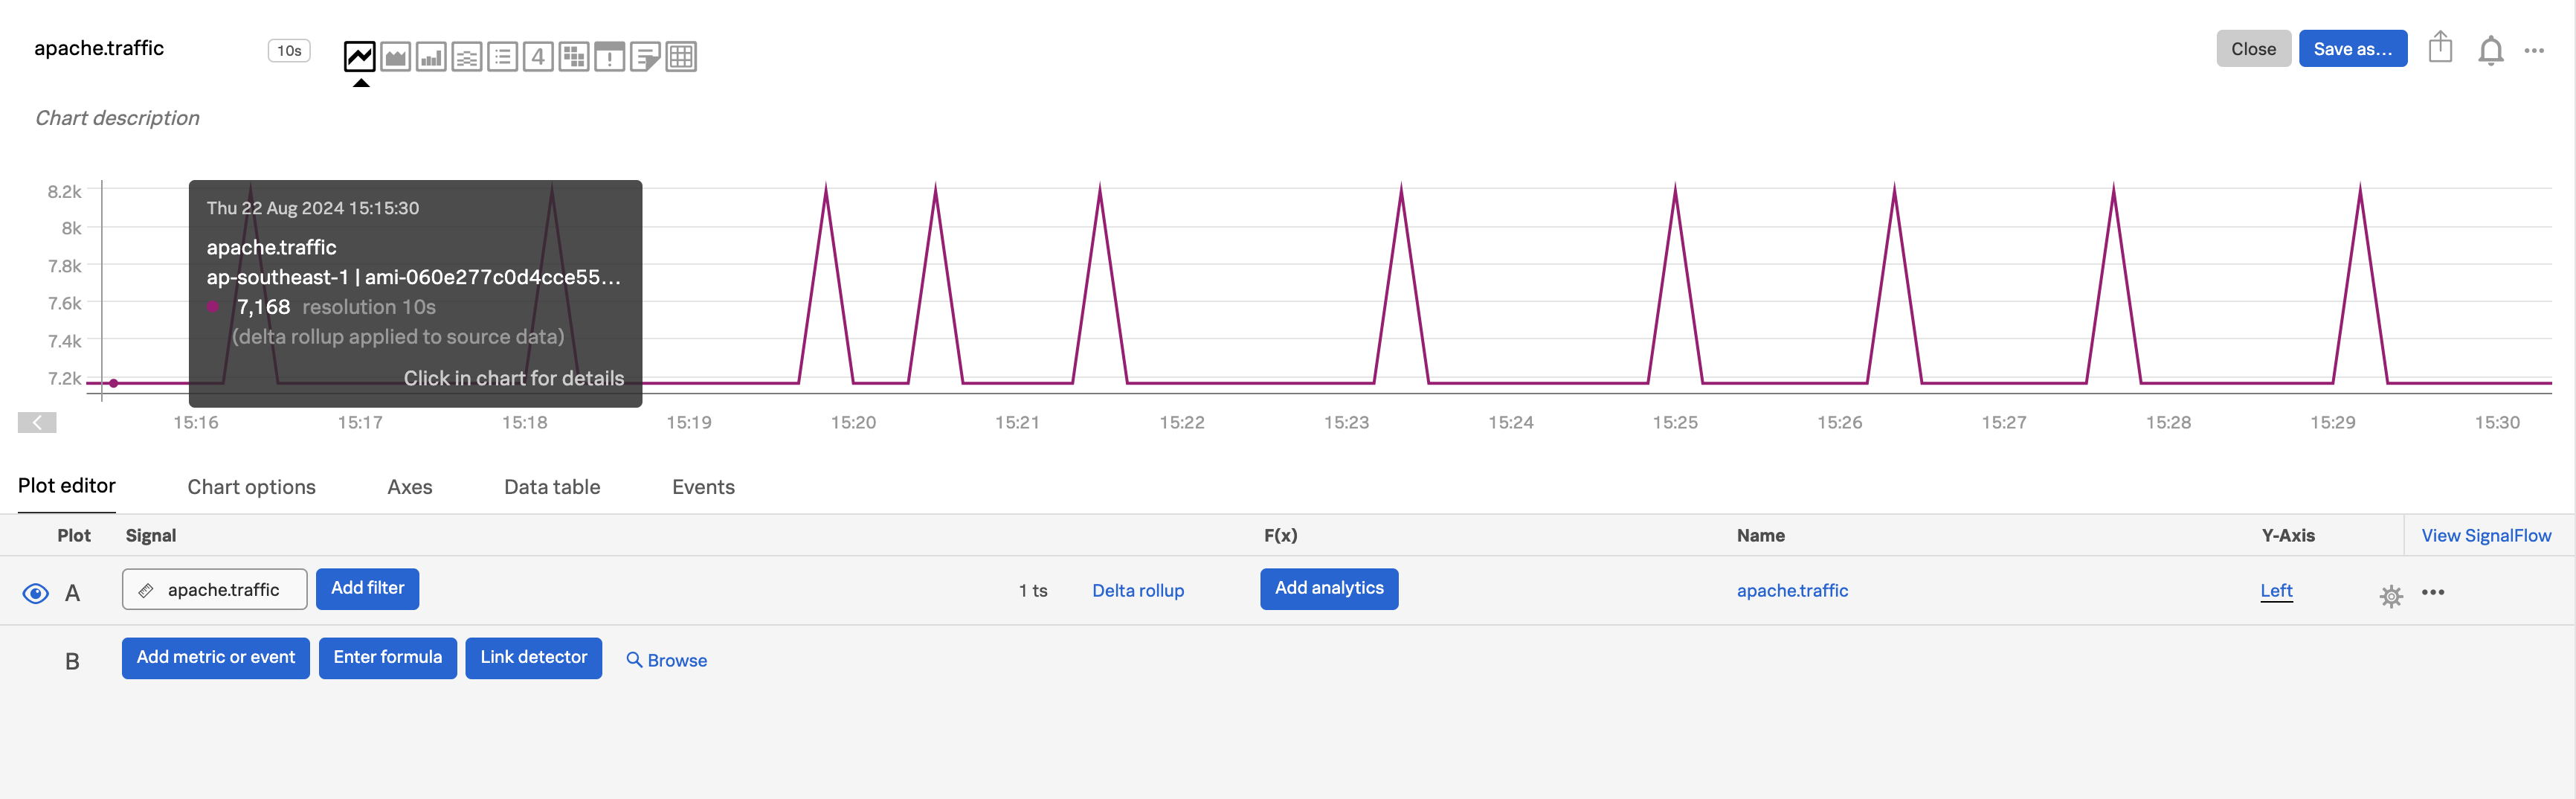 apache.traffic
10s
4
Close
Save as...
Chart description
8.2k
8k
7.8k
7.6k
7.4k
7.2k
Thu 22 Aug 2024 15:15:30
apache.traffic
ap-southeast-1 | ami-060e277c0d4cce55...
7,168 resolution 10s
(delta rollup applied to source data)
Click in chart for details
15:16 15:17 15:18 15:19 15:20 15:21 15:22 15:23 15:24 15:25 15:26 15:27 15:28 15:29 15:30
Plot editor Chart options Axes Data table Events
Plot Signal F(x) Name Y-Axis View SignalFlow
A apache.traffic Add filter 1 ts Delta rollup Add analytics apache.traffic Left
B Add metric or event Enter formula Link detector Browse